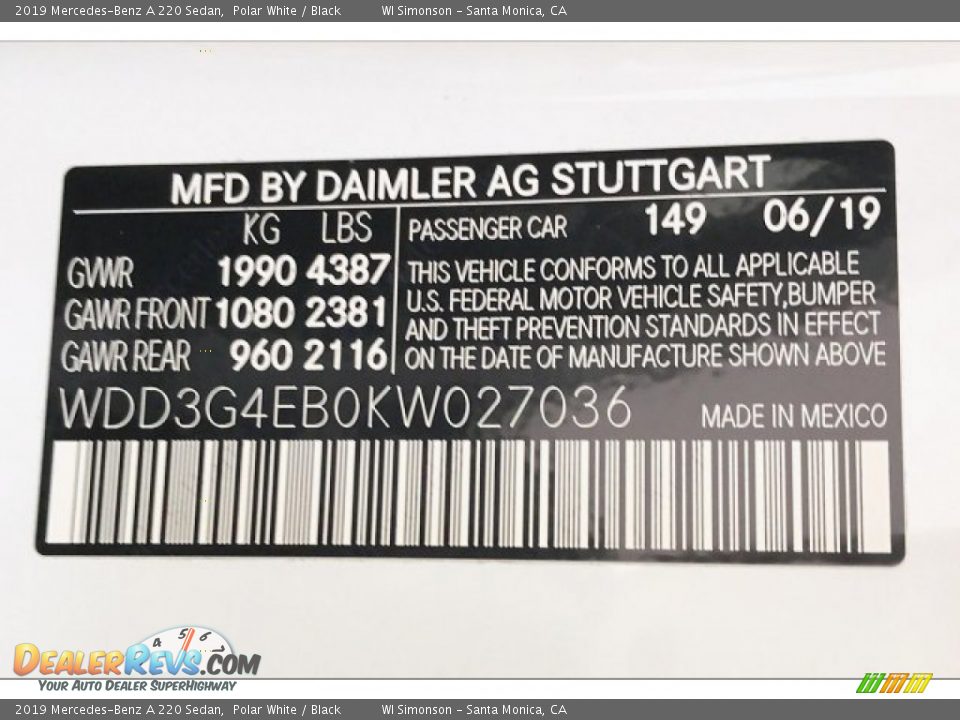 2019 Mercedes-Benz A 220 Sedan, Polar White / Black WI Simonson - Santa Monica, CA
MFD BY DAIMLER AG STUTTGART
KG LBS
GVWR 1990 4387
GAWR FRONT 1080 2381
GAWR REAR 960 2116
PASSENGER CAR 149 06/19
THIS VEHICLE CONFORMS TO ALL APPLICABLE
U.S. FEDERAL MOTOR VEHICLE SAFETY,BUMPER
AND THEFT PREVENTION STANDARDS IN EFFECT
ON THE DATE OF MANUFACTURE SHOWN ABOVE
WDD3G4EB0KW027036 MADE IN MEXICO
4 5 6 7
DEALERREVS.COM
YOUR AUTO DEALER SUPERHIGHWAY
2019 Mercedes-Benz A 220 Sedan, Polar White / Black WI Simonson - Santa Monica, CA